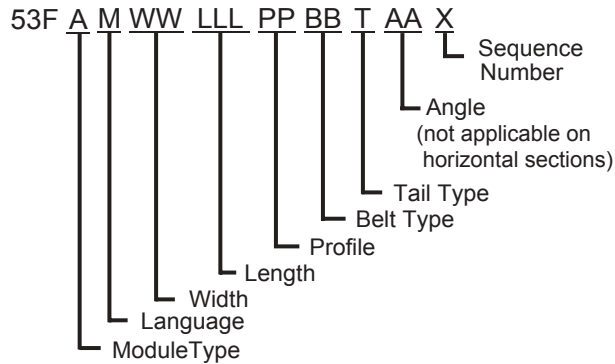 53F A M WW LLL PP BB T AA X
Sequence
Number
Angle
(not applicable on
horizontal sections)
Tail Type
Belt Type
Profile
Length
Width
Language
ModuleType